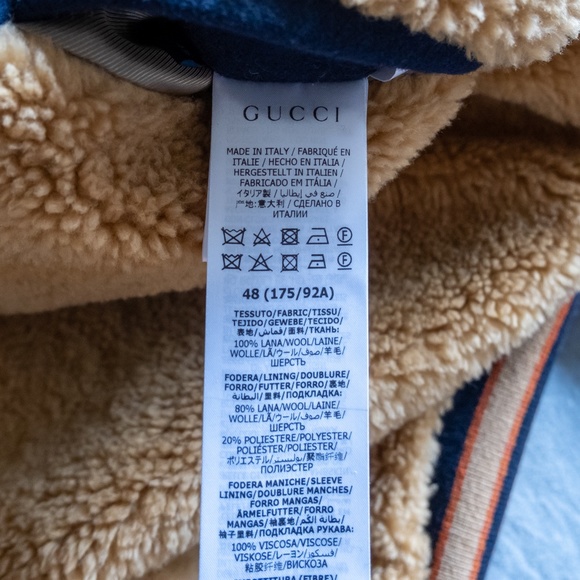 GUCCI
MADE IN ITALY / FABRIQUÉ EN
ITALIE / HECHO EN ITALIA /
HERGESTELLT IN ITALIEN /
FABRICADO EM ITÁLIA /
イタリア製 / صنع في إيطاليا /
产地:意大利 / СДЕЛАНО В
ИТАЛИИ
F
F
48 (175/92A)
TESSUTO/FABRIC/TISSU/
TEJIDO/GEWEBE/TECIDO/
表地/قماش/面料/ТКАНЬ:
100% LANA/WOOL/LAINE/
WOLLE/LÃ/ウール/صوف/羊毛/
ШЕРСТЬ
FODERA/LINING/DOUBLURE
FORRO/FUTTER/FORRO/裏地
/البطانة/里料/ПОДКЛАДКА:
80% LANA/WOOL/LAINE/
WOLLE/LÃ/ウール/صوف/羊毛/
ШЕРСТЬ
20% POLIESTERE/POLYESTER/
POLIÉSTER/POLYESTER/
ポリエステル/بوليستر/聚酯纤维/
ПОЛИЭСТЕР
FODERA MANICHE/SLEEVE
LINING/DOUBLURE MANCHES/
FORRO MANGAS/
ÄRMELFUTTER/FORRO
MANGAS/袖裏地/بطانة الكم/
袖子里料/ПОДКЛАДКА РУКАВА:
100% VISCOSA/VISCOSE/
VISKOSE/レーヨン/فسكوز/
粘胶纤维/ВИСКОЗА
(FIBRE)/